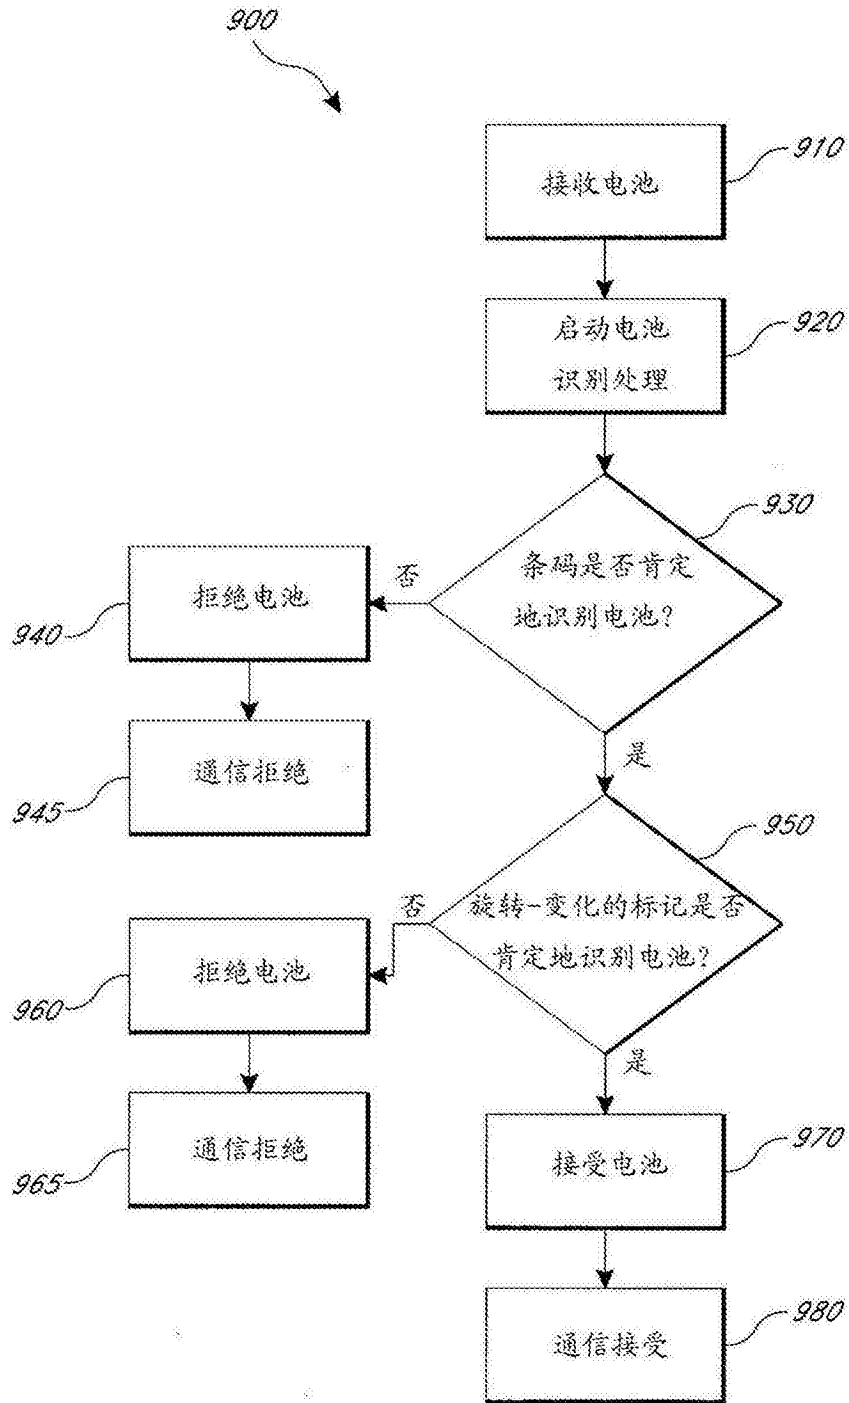 900
接收电池
910
启动电池
识别处理
920
条码是否肯定
地识别电池?
930
否
拒绝电池
940
通信拒绝
945
是
旋转-变化的标记是否
肯定地识别电池?
950
否
拒绝电池
960
通信拒绝
965
是
接受电池
970
通信接受
980